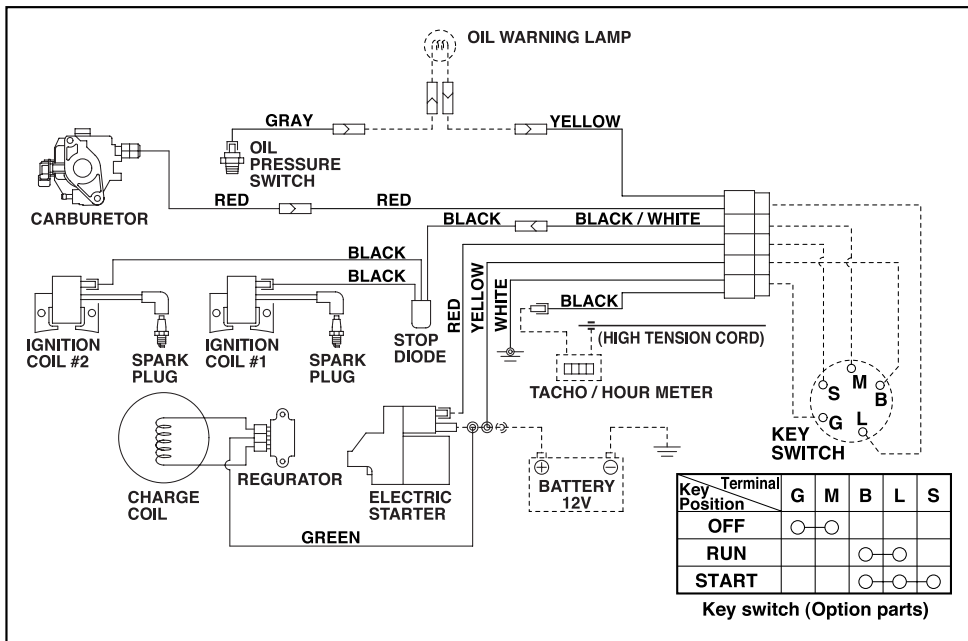 OIL WARNING LAMP
GRAY
YELLOW
OIL
PRESSURE
SWITCH
CARBURETOR
RED
RED
BLACK
BLACK / WHITE
BLACK
BLACK
RED
YELLOW
WHITE
BLACK
(HIGH TENSION CORD)
STOP
DIODE
IGNITION
COIL #2
SPARK
PLUG
IGNITION
COIL #1
SPARK
PLUG
TACHO / HOUR METER
S
M
B
G
L
KEY
SWITCH
CHARGE
COIL
REGURATOR
ELECTRIC
STARTER
BATTERY
12V
GREEN
Key Position Terminal G M B L S
OFF
RUN
START
Key switch (Option parts)